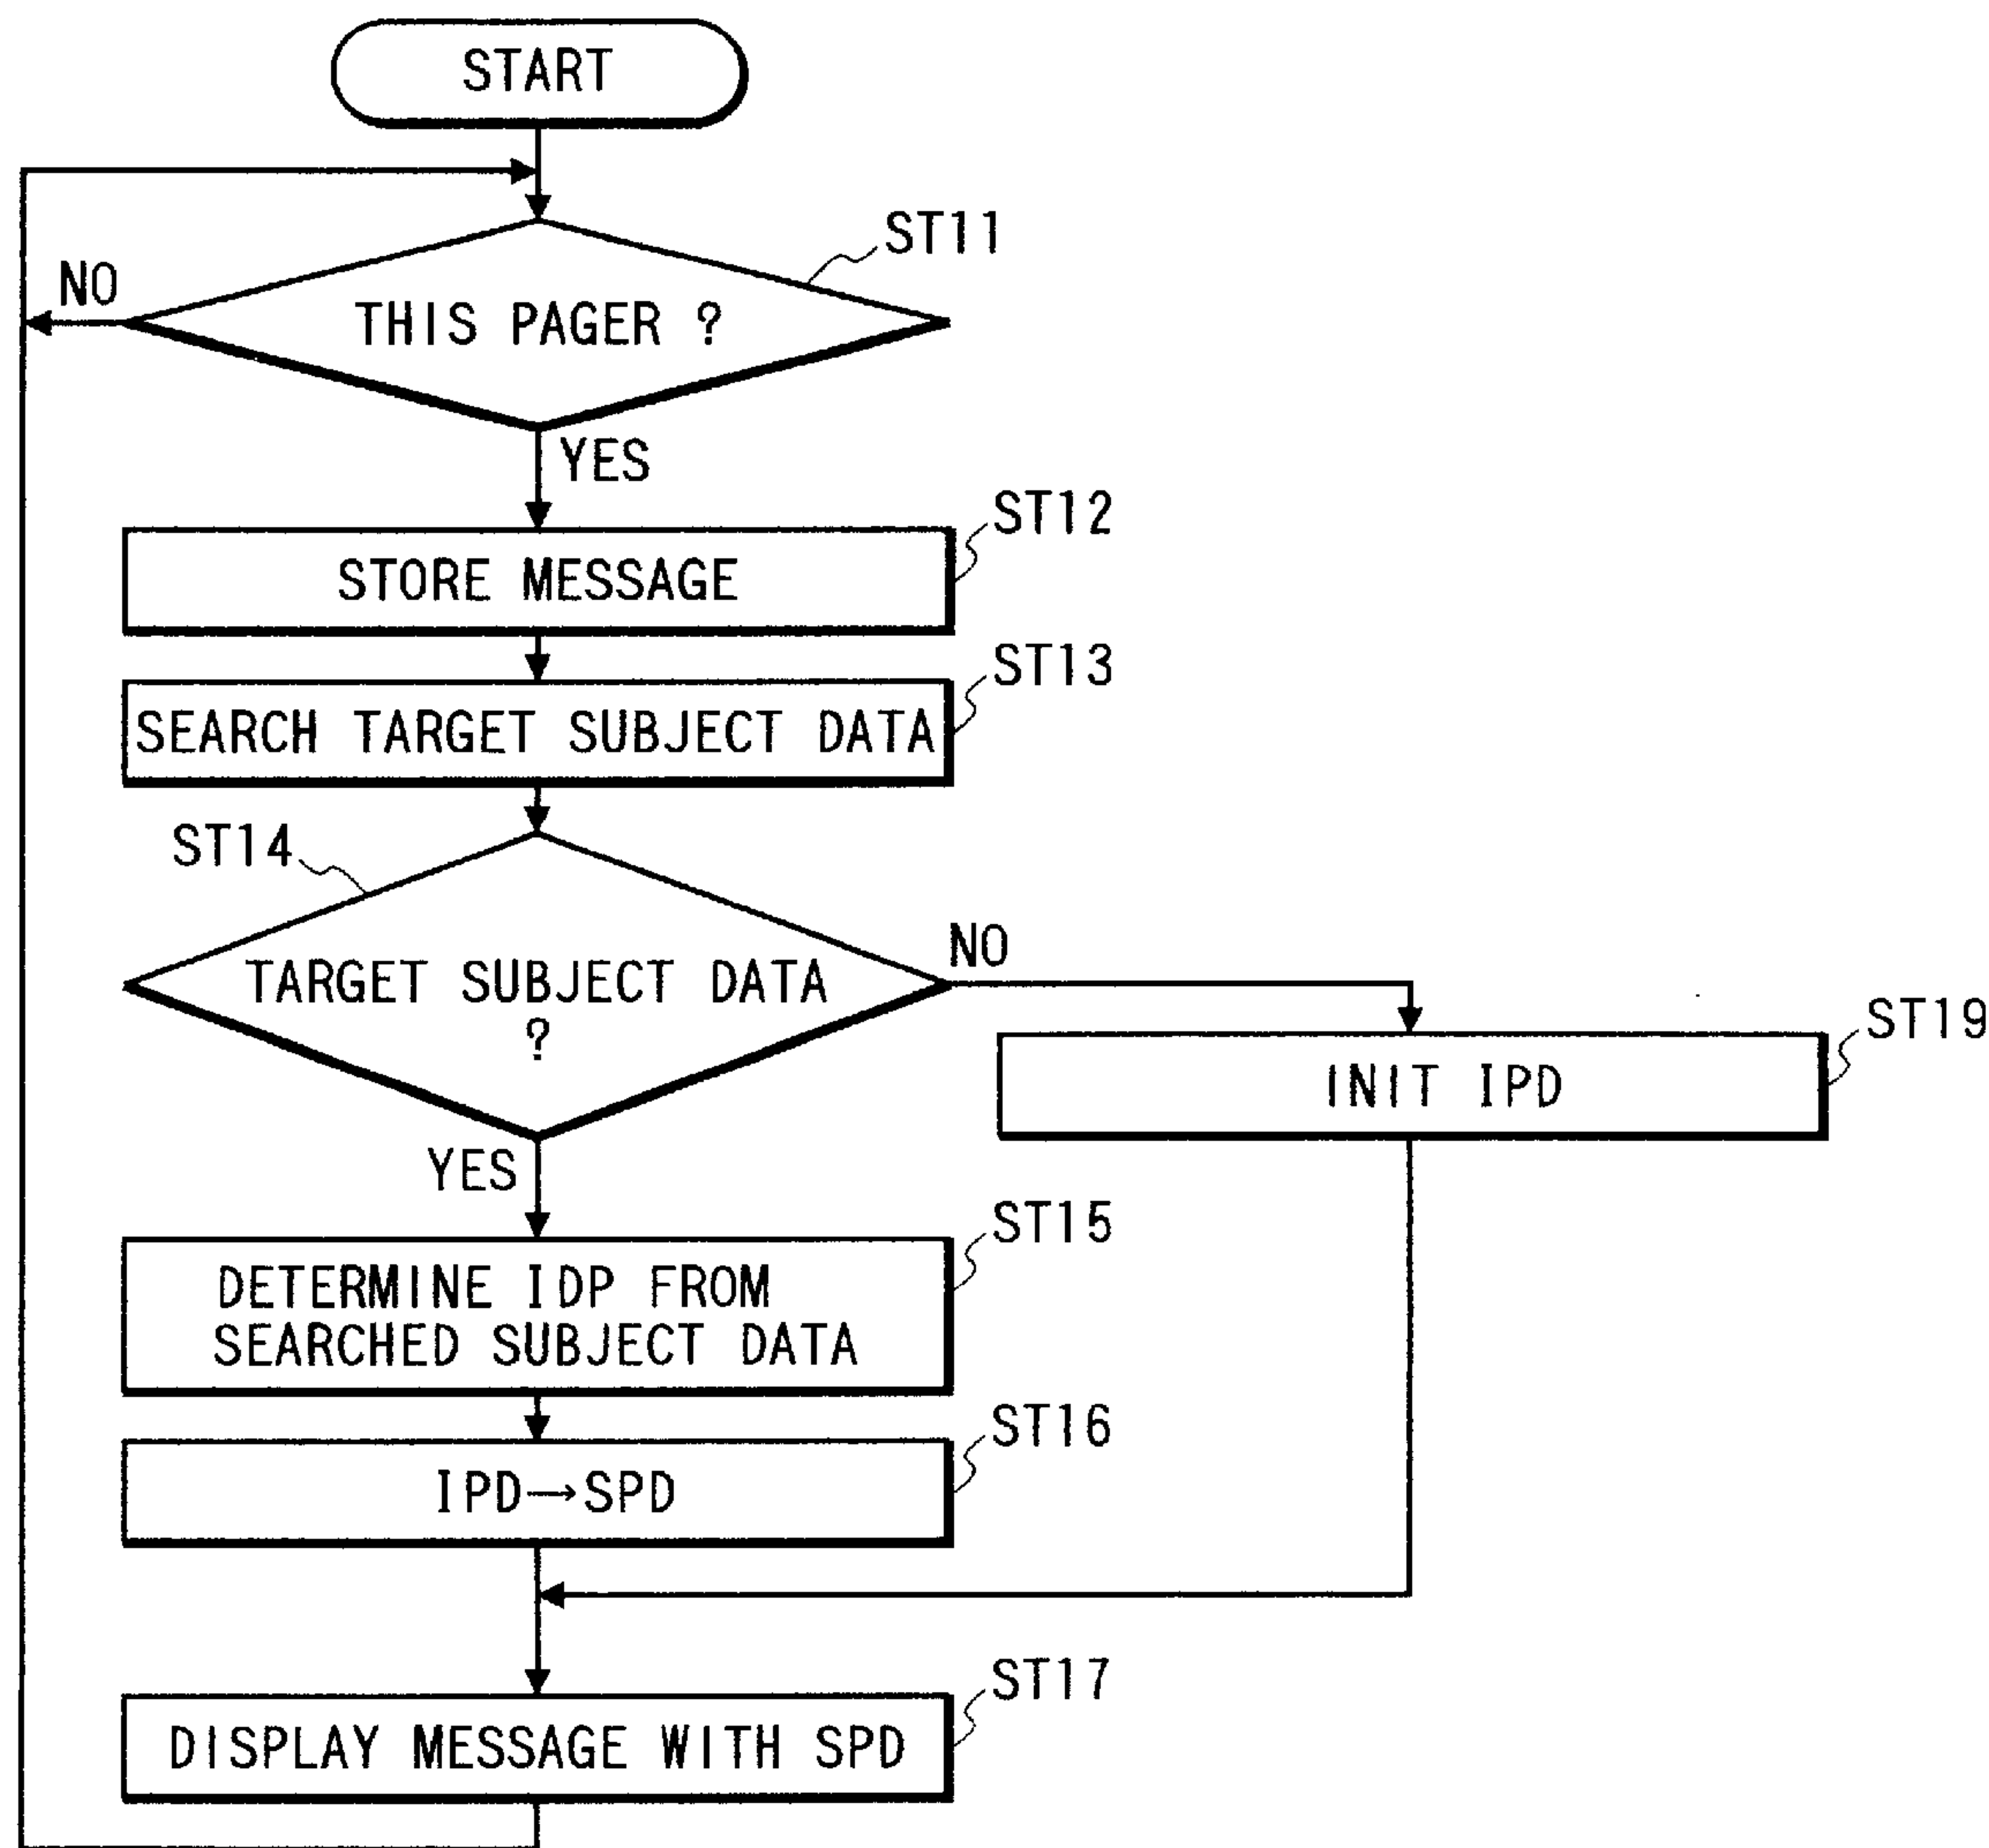 START
ST11
NO
THIS PAGER ?
YES
ST12
STORE MESSAGE
ST13
SEARCH TARGET SUBJECT DATA
ST14
NO
TARGET SUBJECT DATA
?
ST19
INIT IPD
YES
ST15
DETERMINE IDP FROM
SEARCHED SUBJECT DATA
ST16
IPD→SPD
ST17
DISPLAY MESSAGE WITH SPD